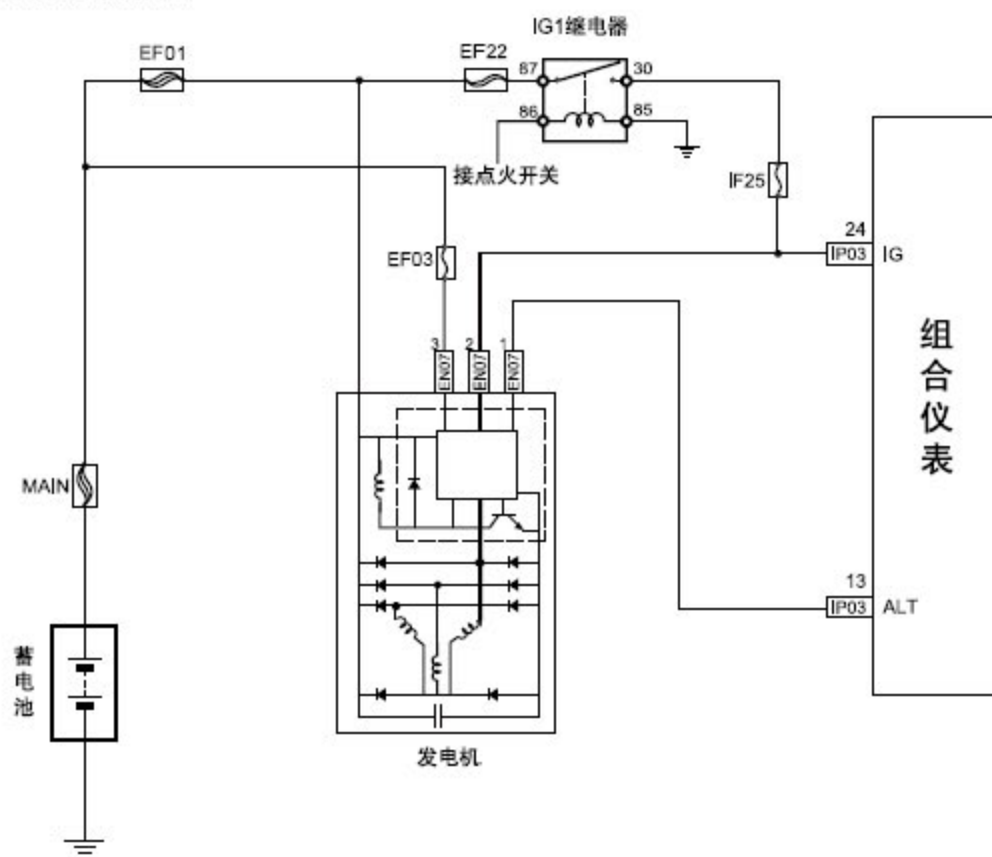 IG1继电器
EF01
EF22
87
30
86
85
接点火开关
IF25
24
IP03
IG
EF03
3
2
1
EN07
EN07
EN07
组合仪表
MAIN
13
IP03
ALT
蓄电池
发电机